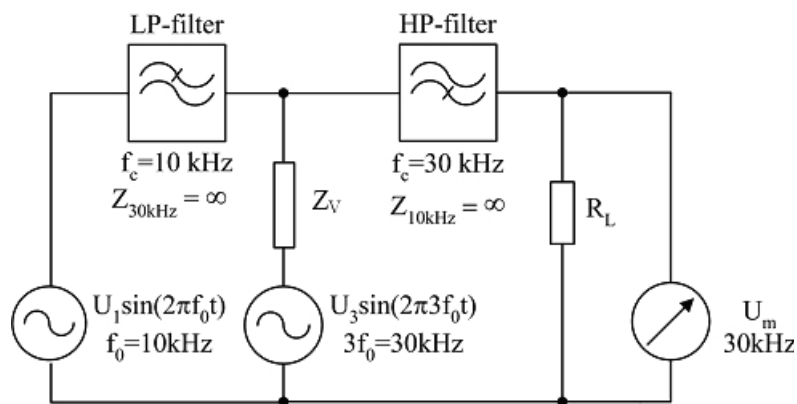 LP-filter
HP-filter
f_c=10 kHz
Z_30kHz = ∞
Z_V
f_c=30 kHz
Z_10kHz = ∞
R_L
U_1sin(2πf_0t)
f_0=10kHz
U_3sin(2π3f_0t)
3f_0=30kHz
U_m
30kHz